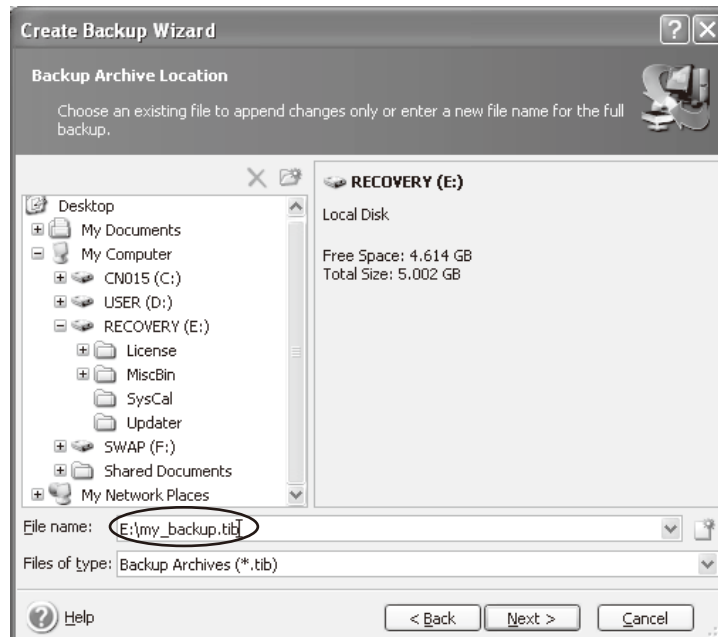 Create Backup Wizard
Backup Archive Location
Choose an existing file to append changes only or enter a new file name for the full
backup.
Desktop
My Documents
My Computer
CN015 (C:)
USER (D:)
RECOVERY (E:)
License
MiscBin
SysCal
Updater
SWAP (F:)
Shared Documents
My Network Places
RECOVERY (E:)
Local Disk
Free Space: 4.614 GB
Total Size: 5.002 GB
File name: E:\my_backup.tib
Files of type: Backup Archives (*.tib)
Help
< Back
Next >
Cancel